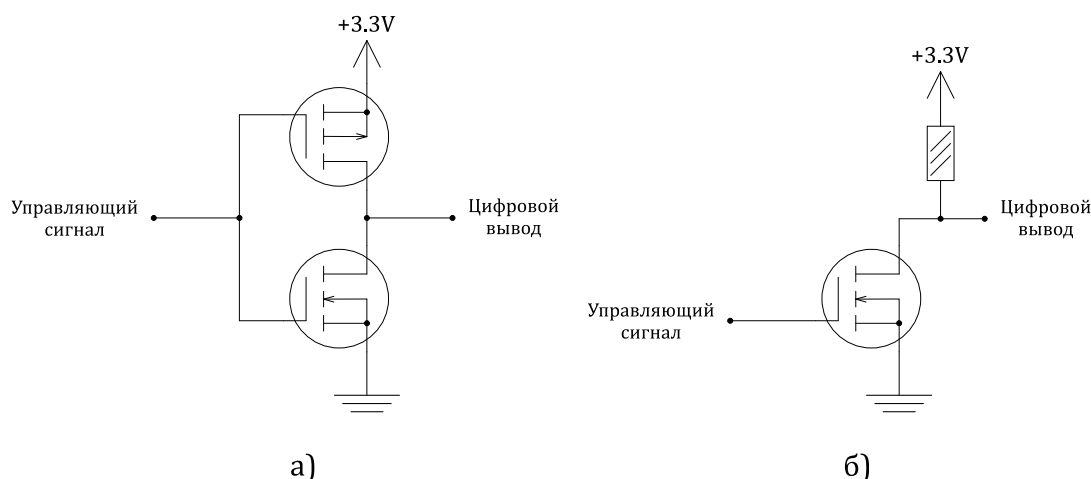 +3.3V
Управляющий
сигнал
Цифровой
вывод
а)
+3.3V
Цифровой
вывод
Управляющий
сигнал
б)